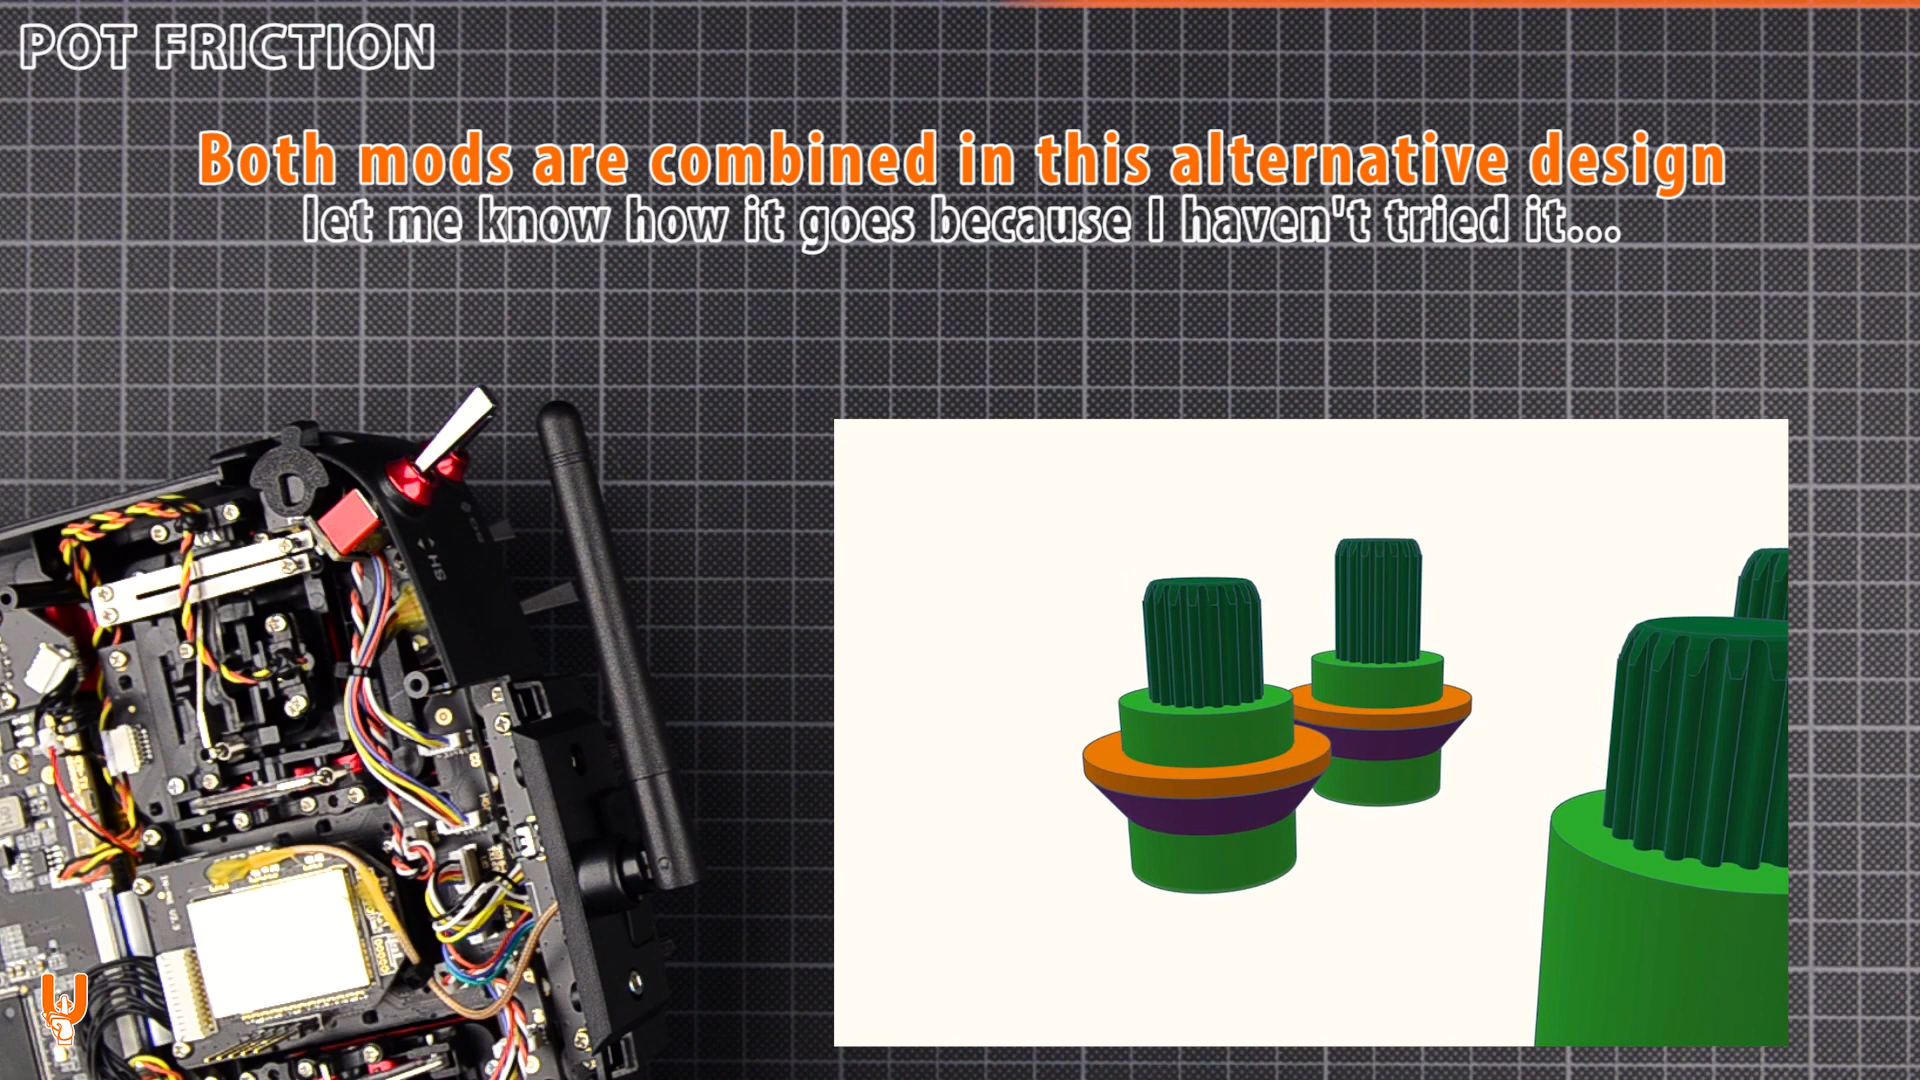 POT FRICTION
Both mods are combined in this alternative design
let me know how it goes because I haven't tried it...
SH